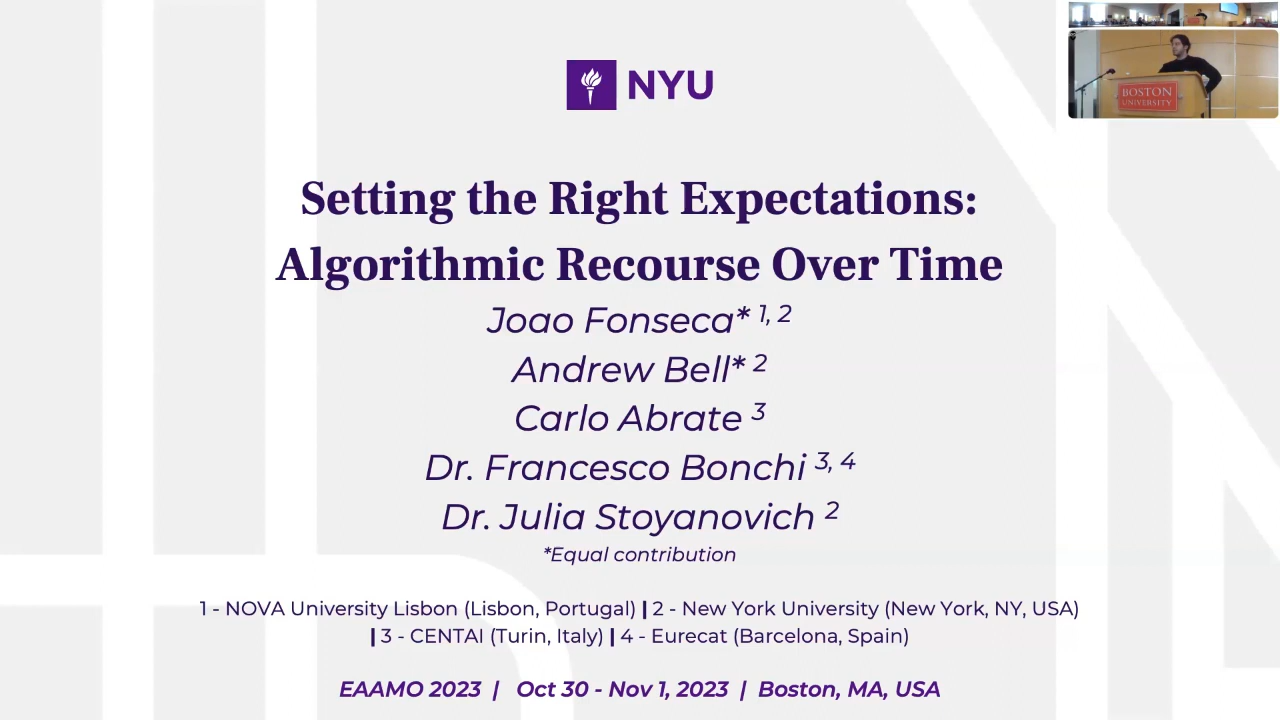 NYU
BOSTON
UNIVERSITY
Setting the Right Expectations:
Algorithmic Recourse Over Time
Joao Fonseca* 1, 2
Andrew Bell* 2
Carlo Abrate 3
Dr. Francesco Bonchi 3, 4
Dr. Julia Stoyanovich 2
*Equal contribution
1 - NOVA University Lisbon (Lisbon, Portugal) | 2 - New York University (New York, NY, USA)
| 3 - CENTAI (Turin, Italy) | 4 - Eurecat (Barcelona, Spain)
EAAMO 2023 | Oct 30 - Nov 1, 2023 | Boston, MA, USA